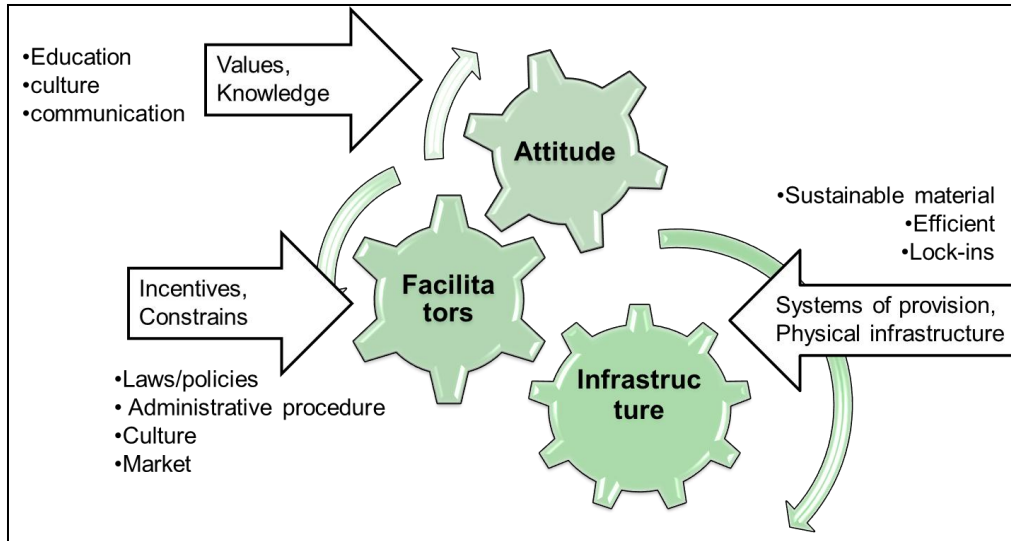 •Education
•culture
•communication
Values,
Knowledge
Attitude
•Sustainable material
•Efficient
•Lock-ins
Incentives,
Constrains
Facilita
tors
Systems of provision,
Physical infrastructure
•Laws/policies
• Administrative procedure
•Culture
•Market
Infrastruc
ture